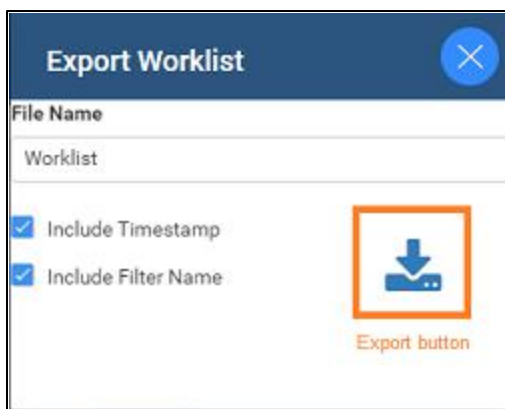 Export Worklist
File Name
Worklist
Include Timestamp
Include Filter Name
Export button